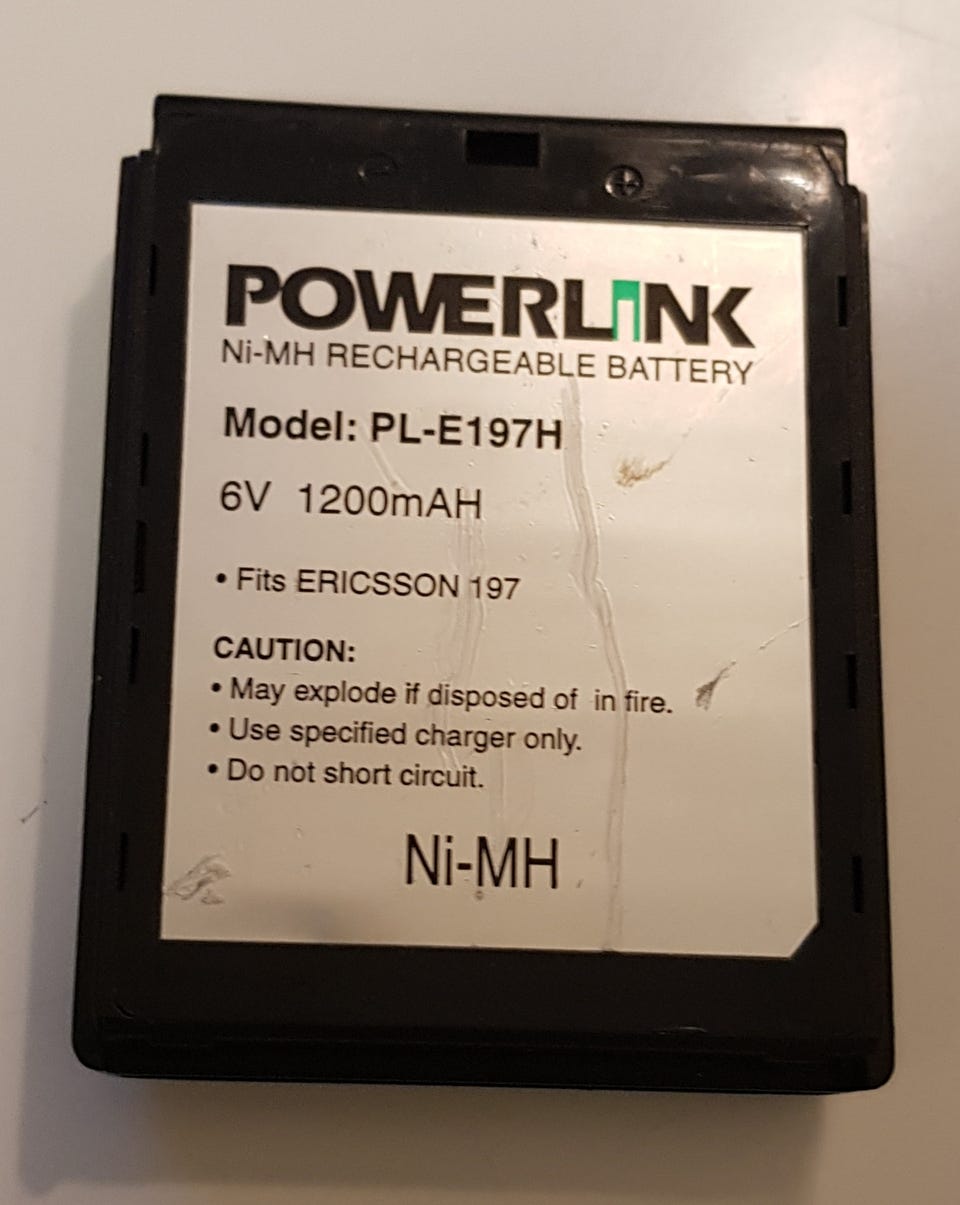 POWERLINK
Ni-MH RECHARGEABLE BATTERY
Model: PL-E197H
6V 1200mAH
• Fits ERICSSON 197
CAUTION:
• May explode if disposed of in fire.
• Use specified charger only.
• Do not short circuit.
Ni-MH